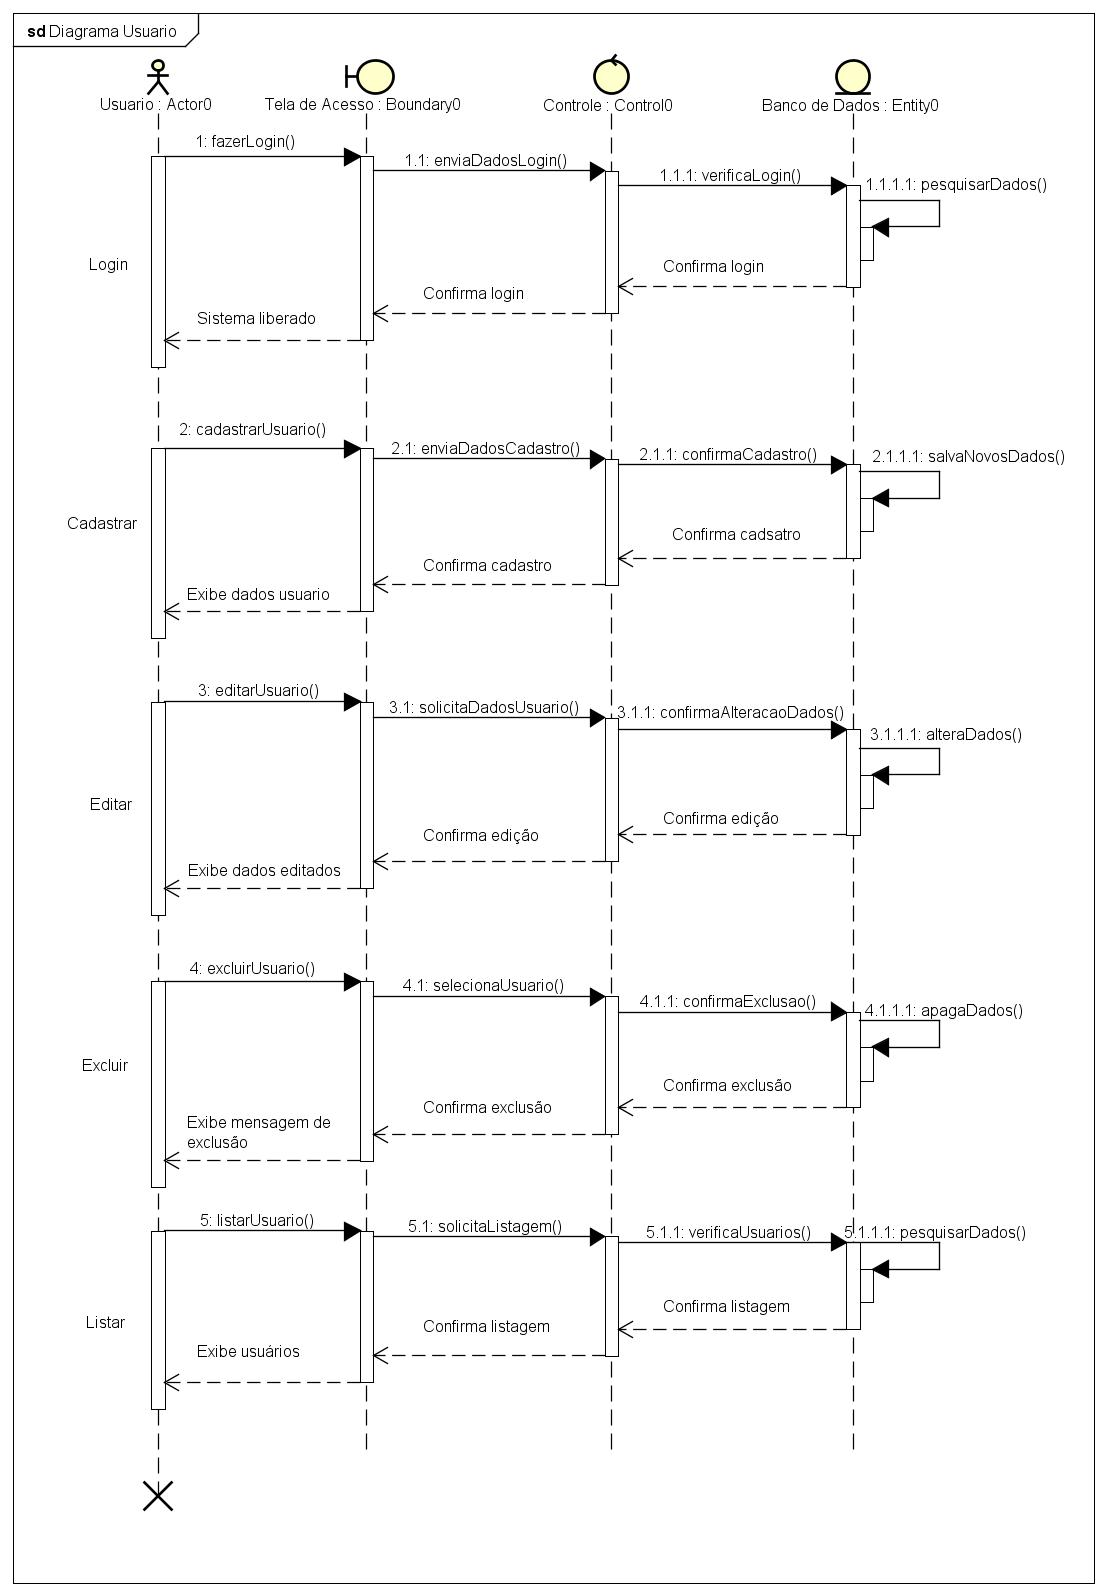 sd Diagrama Usuario
Usuario : Actor0
Tela de Acesso : Boundary0
Controle : Control0
Banco de Dados : Entity0
1: fazerLogin()
1.1: enviaDadosLogin()
1.1.1: verificaLogin()
1.1.1.1: pesquisarDados()
Login
Confirma login
Confirma login
Sistema liberado
2: cadastrarUsuario()
2.1: enviaDadosCadastro()
2.1.1: confirmaCadastro()
2.1.1.1: salvaNovosDados()
Cadastrar
Confirma cadsatro
Confirma cadastro
Exibe dados usuario
3: editarUsuario()
3.1: solicitaDadosUsuario()
3.1.1: confirmaAlteracaoDados()
3.1.1.1: alteraDados()
Editar
Confirma edição
Confirma edição
Exibe dados editados
4: excluirUsuario()
4.1: selecionaUsuario()
4.1.1: confirmaExclusao()
4.1.1.1: apagaDados()
Excluir
Confirma exclusão
Confirma exclusão
Exibe mensagem de
exclusão
5: listarUsuario()
5.1: solicitaListagem()
5.1.1: verificaUsuarios()
5.1.1.1: pesquisarDados()
Listar
Confirma listagem
Confirma listagem
Exibe usuários